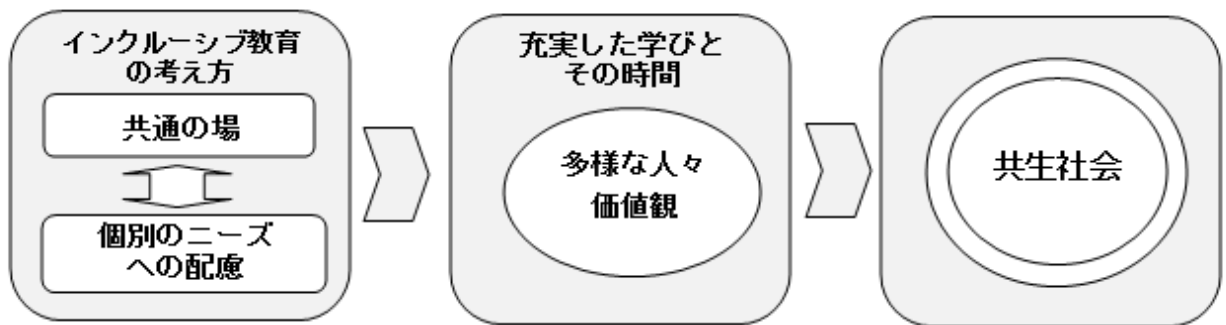 インクルーシブ教育
の考え方
共通の場
個別のニーズ
への配慮
充実した学びと
その時間
多様な人々
価値観
共生社会